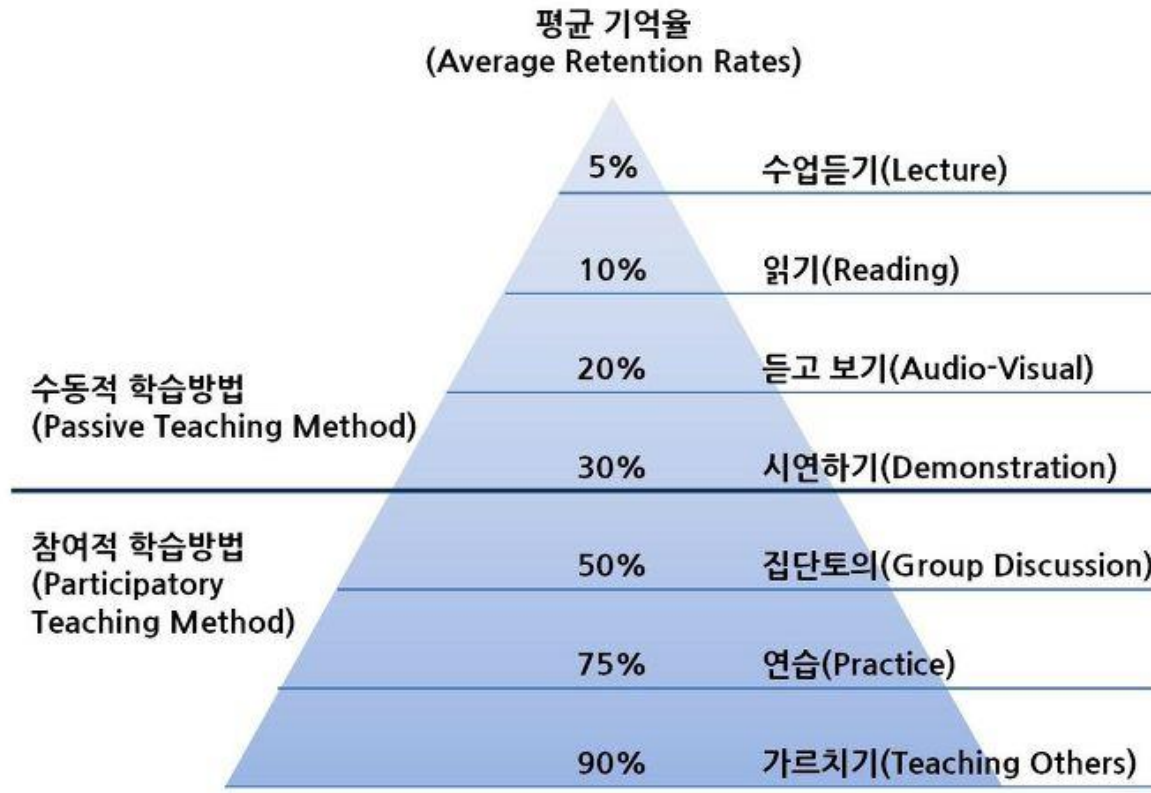 평균 기억율
(Average Retention Rates)
5% 수업듣기(Lecture)
10% 읽기(Reading)
20% 듣고 보기(Audio-Visual)
수동적 학습방법
(Passive Teaching Method)
30% 시연하기(Demonstration)
참여적 학습방법
(Participatory
Teaching Method)
50% 집단토의(Group Discussion)
75% 연습(Practice)
90% 가르치기(Teaching Others)